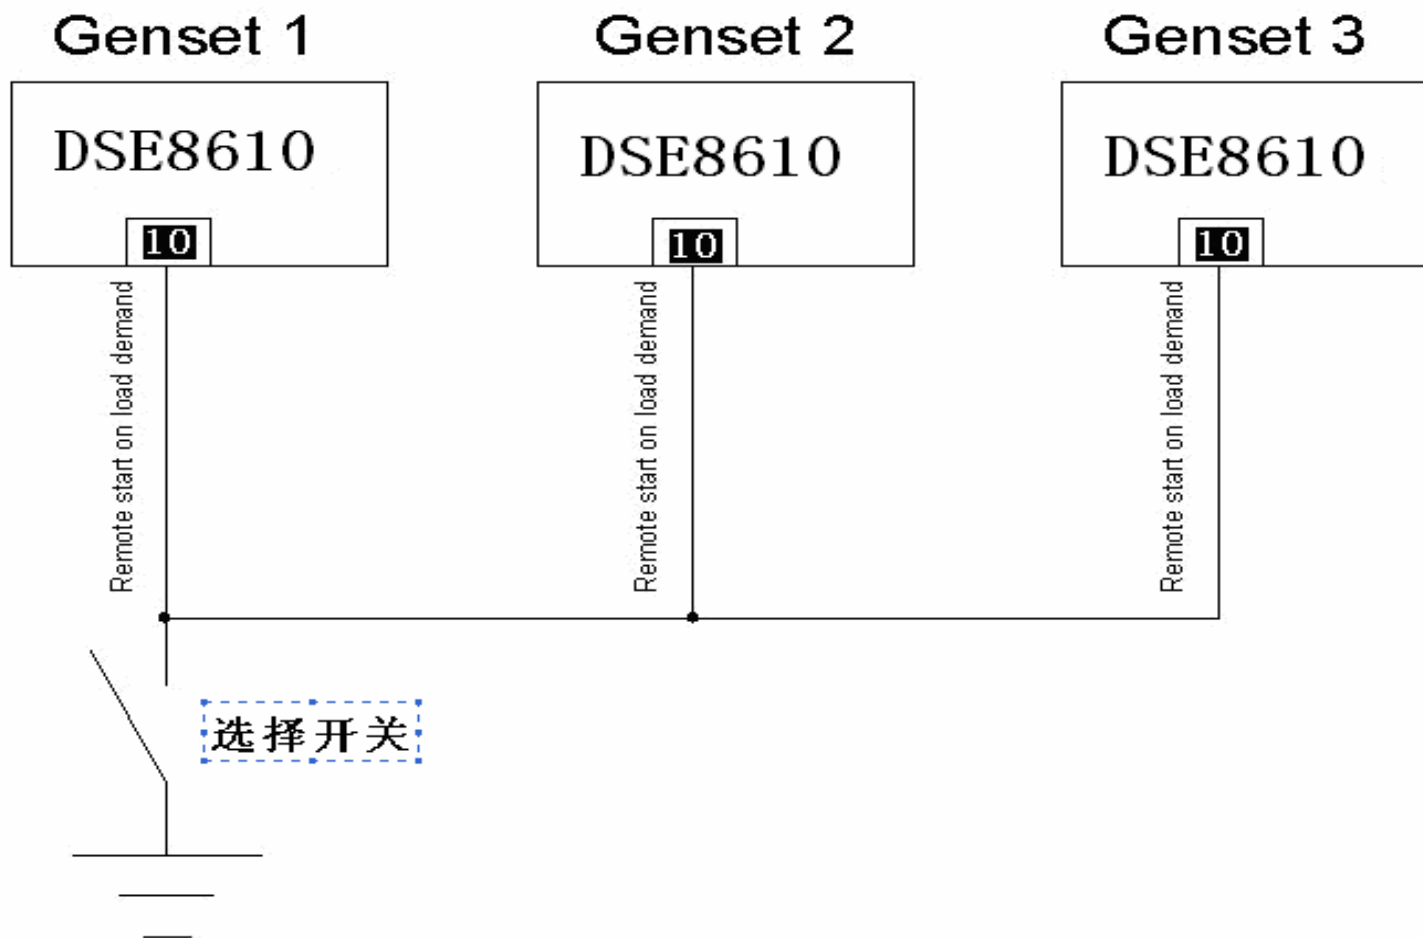 Genset 1
Genset 2
Genset 3
DSE8610
DSE8610
DSE8610
10
10
10
Remote start on load demand
Remote start on load demand
Remote start on load demand
选择开关